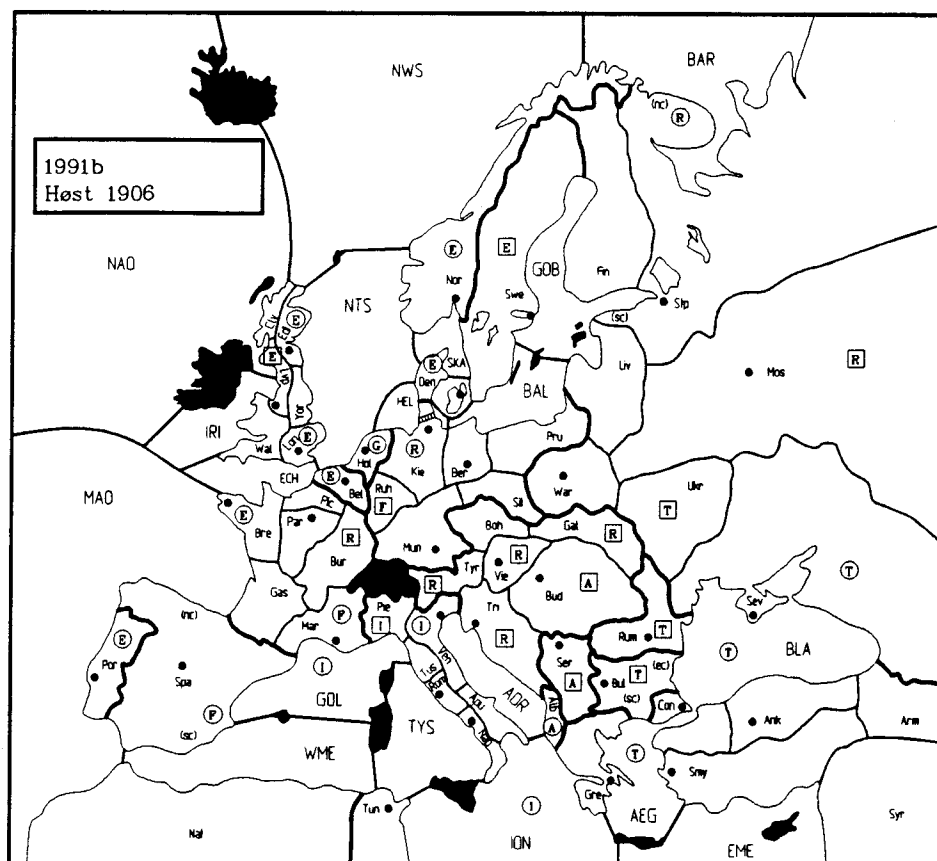 NWS
BAR
(nc)
R
1991b
Høst 1906
NAO
E
E
GOB
Fin
Nor
NTS
Swe
Stp
(sc)
Cly
E
Ed
E
E
SKA
Den
Liv
Mos
R
Lvp
Yor
HEL
BAL
IRI
Wal
E
Lon
G
Hol
R
Kie
Ber
Pru
War
Ukr
T
ECH
E
Bel
Ruh
F
Sil
MAO
E
Bre
Pic
Par
R
Bur
Mun
Boh
Gal
R
Tyr
R
Vie
A
Bud
T
Sev
Gas
R
Pie
I
I
Tri
R
Rum
T
T
BLA
(nc)
F
Mar
Ser
A
Bul
T
(ec)
(sc)
Con
E
Por
Spa
I
GOL
Tus
Ven
Rom
Apu
ADR
Alb
A
Ank
Arm
F
(sc)
WME
TYS
Nap
T
Gre
Smy
Naf
Tun
I
ION
AEG
EME
Syr